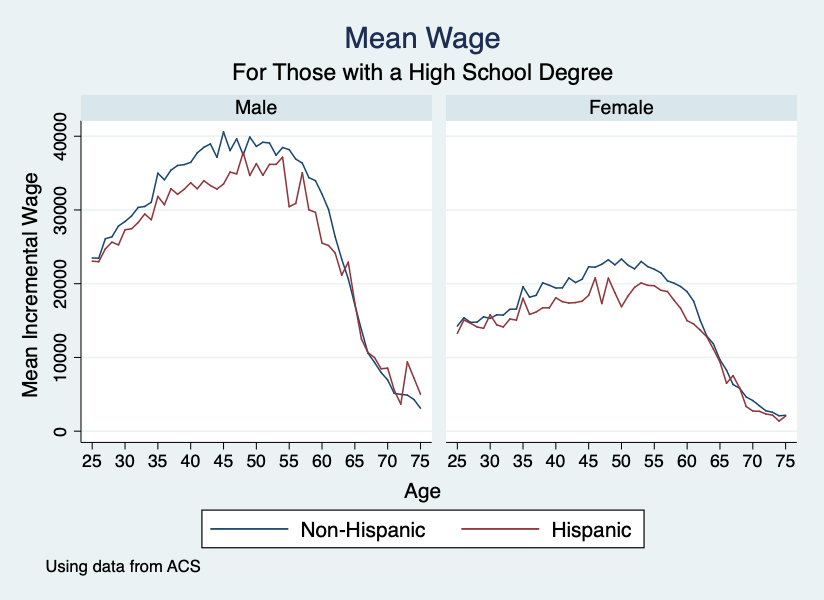 Mean Wage
For Those with a High School Degree
Male
Female
Mean Incremental Wage
40000
30000
20000
10000
0
25 30 35 40 45 50 55 60 65 70 75
25 30 35 40 45 50 55 60 65 70 75
Age
Non-Hispanic
Hispanic
Using data from ACS